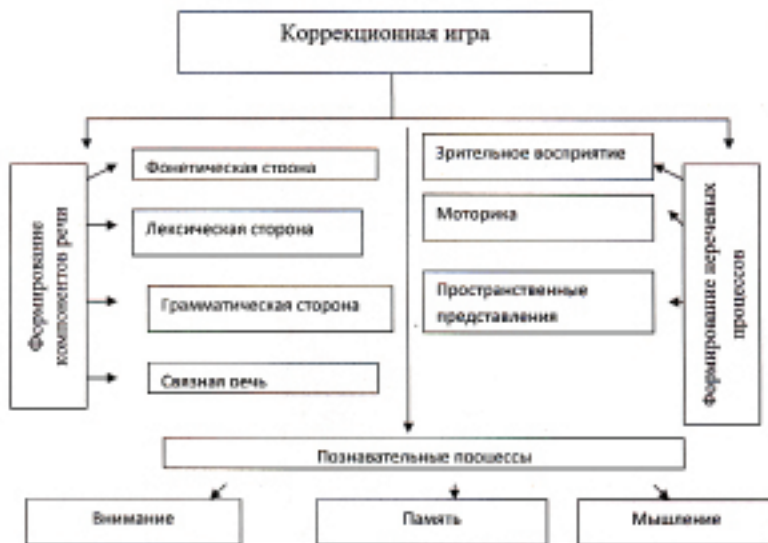 Коррекционная игра
Формирование
компонентов речи
Фонетическая стоона
Лексическая сторона
Грамматическая сторона
Связная речь
Зрительное восприятие
Моторика
Пространственные
представления
Формирование неречевых
процессов
Познавательные пооцессы
Внимание
Память
Мышление